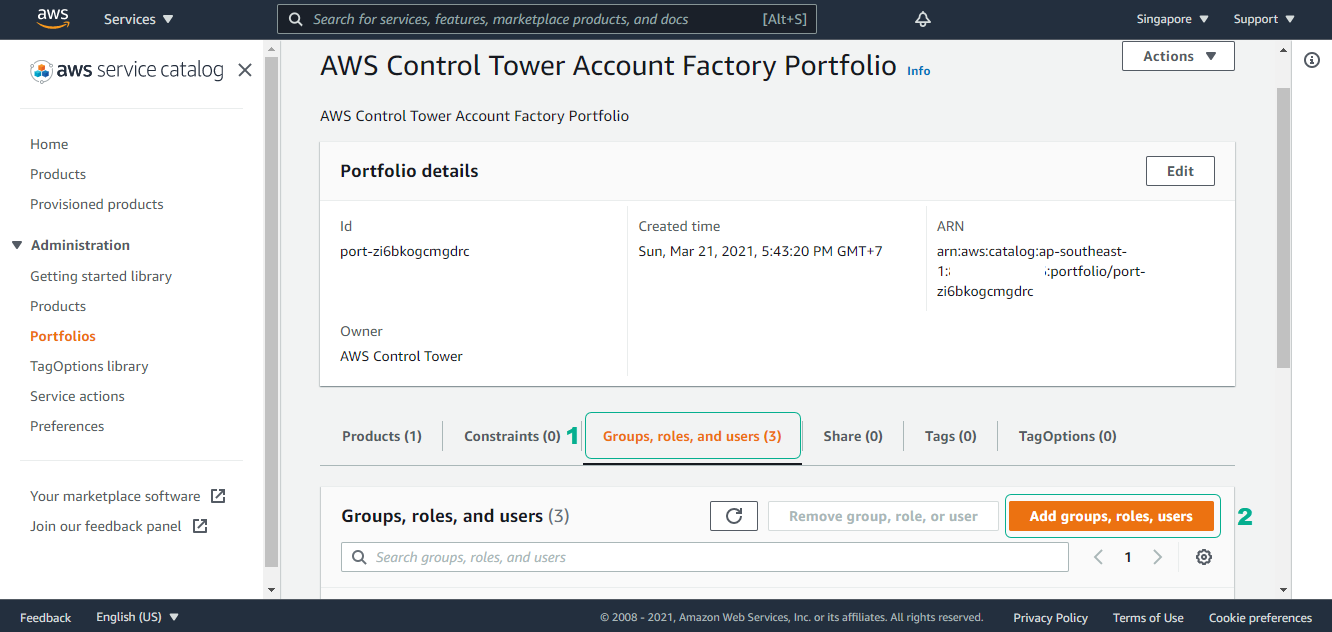 aws
Services
Search for services, features, marketplace products, and docs
[Alt+S]
Singapore
Support
aws service catalog
Home
Products
Provisioned products
Administration
Getting started library
Products
Portfolios
TagOptions library
Service actions
Preferences
Your marketplace software
Join our feedback panel
AWS Control Tower Account Factory Portfolio
Info
Actions
AWS Control Tower Account Factory Portfolio
Portfolio details
Edit
Id
port-zi6bkogcmgdrc
Created time
Sun, Mar 21, 2021, 5:43:20 PM GMT+7
ARN
arn:aws:catalog:ap-southeast-
1: :portfolio/port-
zi6bkogcmgdrc
Owner
AWS Control Tower
Products (1)
Constraints (0)
1
Groups, roles, and users (3)
Share (0)
Tags (0)
TagOptions (0)
Groups, roles, and users (3)
Remove group, role, or user
Add groups, roles, users
2
Search groups, roles, and users
1
Feedback
English (US)
© 2008 - 2021, Amazon Web Services, Inc. or its affiliates. All rights reserved.
Privacy Policy
Terms of Use
Cookie preferences